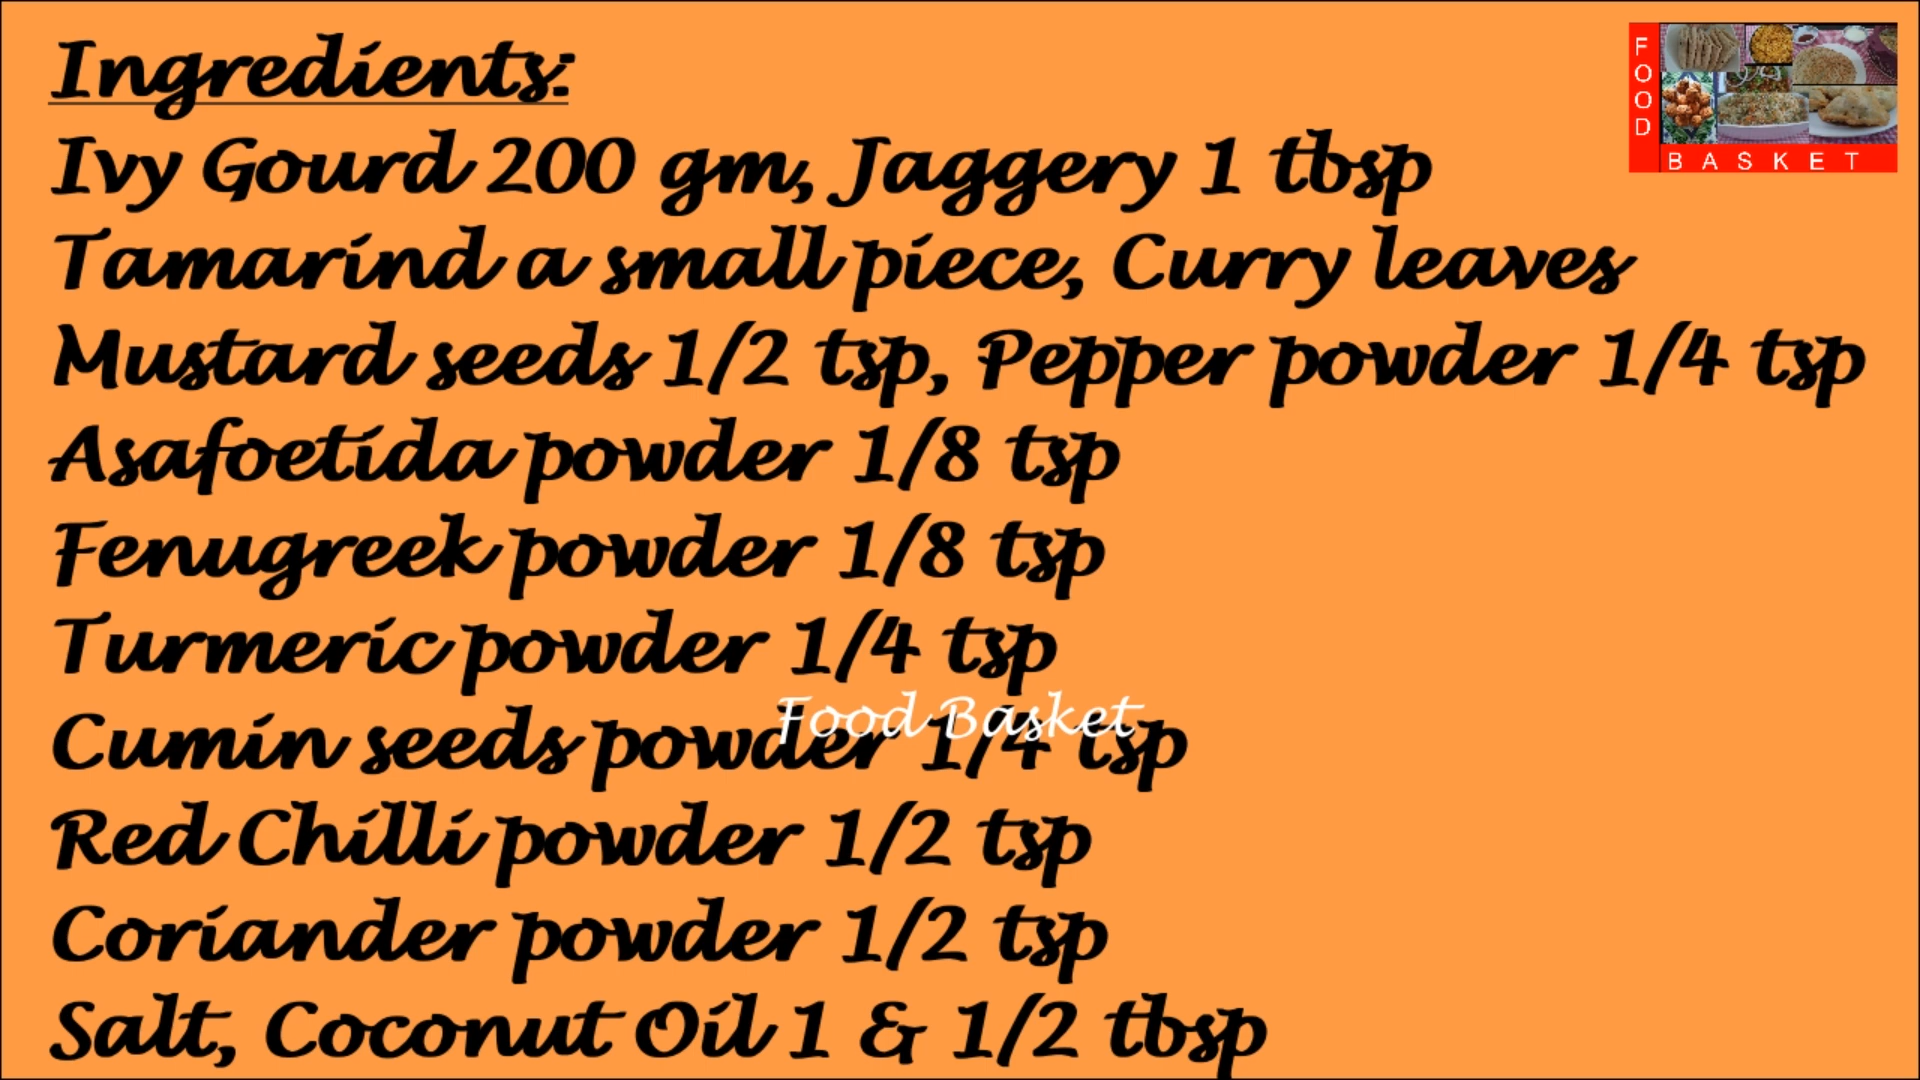 Ingredients:
Ivy Gourd 200 gm, Jaggery 1 tbsp
Tamarind a small piece, Curry leaves
Mustard seeds 1/2 tsp, Pepper powder 1/4 tsp
Asafoetida powder 1/8 tsp
Fenugreek powder 1/8 tsp
Turmeric powder 1/4 tsp
Food Basket
Cumin seeds powder 1/4 tsp
Red Chilli powder 1/2 tsp
Coriander powder 1/2 tsp
Salt, Coconut Oil 1 & 1/2 tbsp
FOOD
BASKET